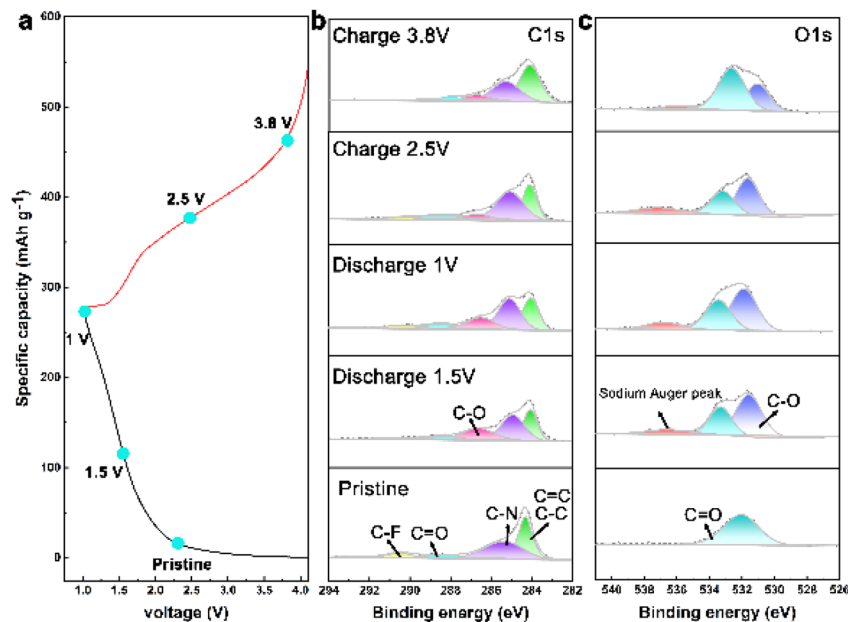 a
600
500
400
300
200
100
0
Specific capacity (mAh g⁻¹)
3.8 V
2.5 V
1 V
1.5 V
Pristine
1.0 1.5 2.0 2.5 3.0 3.5 4.0
voltage (V)
b
C1s
Charge 3.8V
Charge 2.5V
Discharge 1V
Discharge 1.5V
C-O
Pristine
C-F
C=O
C-N
C=C
C-C
294 292 290 288 286 284 282
Binding energy (eV)
c
O1s
Sodium Auger peak
C-O
C=O
540 538 536 534 532 530 528 526
Binding energy (eV)